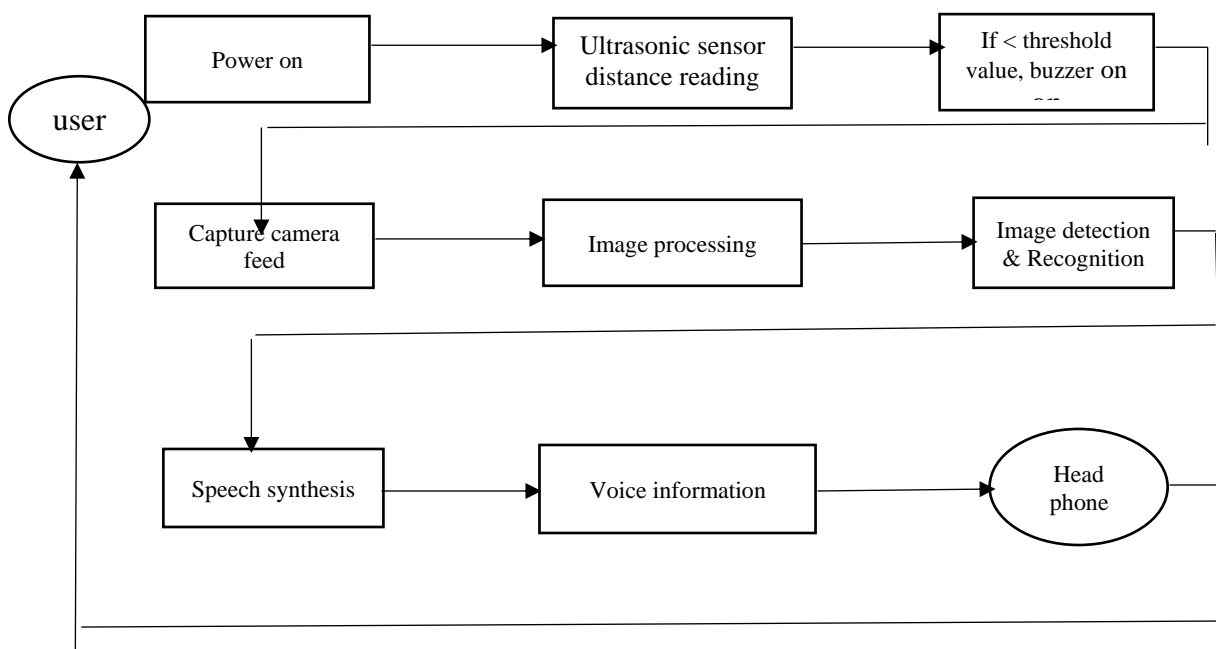 Power on
Ultrasonic sensor
distance reading
If < threshold
value, buzzer on
user
Capture camera
feed
Image processing
Image detection
& Recognition
Speech synthesis
Voice information
Head
phone